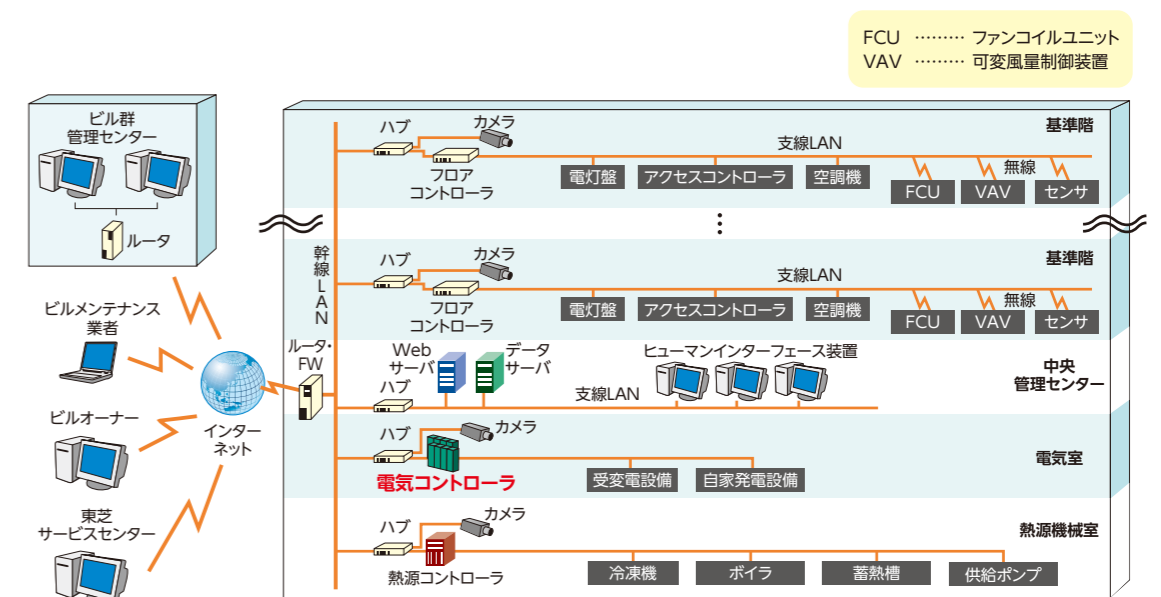 FCU ……… ファンコイルユニット
VAV ……… 可変風量制御装置
ビル群
管理センター
ルータ
ビルメンテナンス
業者
ビルオーナー
東芝
サービスセンター
インター
ネット
ルータ・
FW
幹線LAN
ハブ
カメラ
フロア
コントローラ
支線LAN
電灯盤
アクセスコントローラ
空調機
無線
FCU
VAV
センサ
基準階
⋮
ハブ
カメラ
フロア
コントローラ
支線LAN
電灯盤
アクセスコントローラ
空調機
無線
FCU
VAV
センサ
基準階
Web
サーバ
データ
サーバ
ハブ
支線LAN
ヒューマンインターフェース装置
中央
管理センター
ハブ
カメラ
電気コントローラ
受変電設備
自家発電設備
電気室
ハブ
カメラ
熱源コントローラ
冷凍機
ボイラ
蓄熱槽
供給ポンプ
熱源機械室